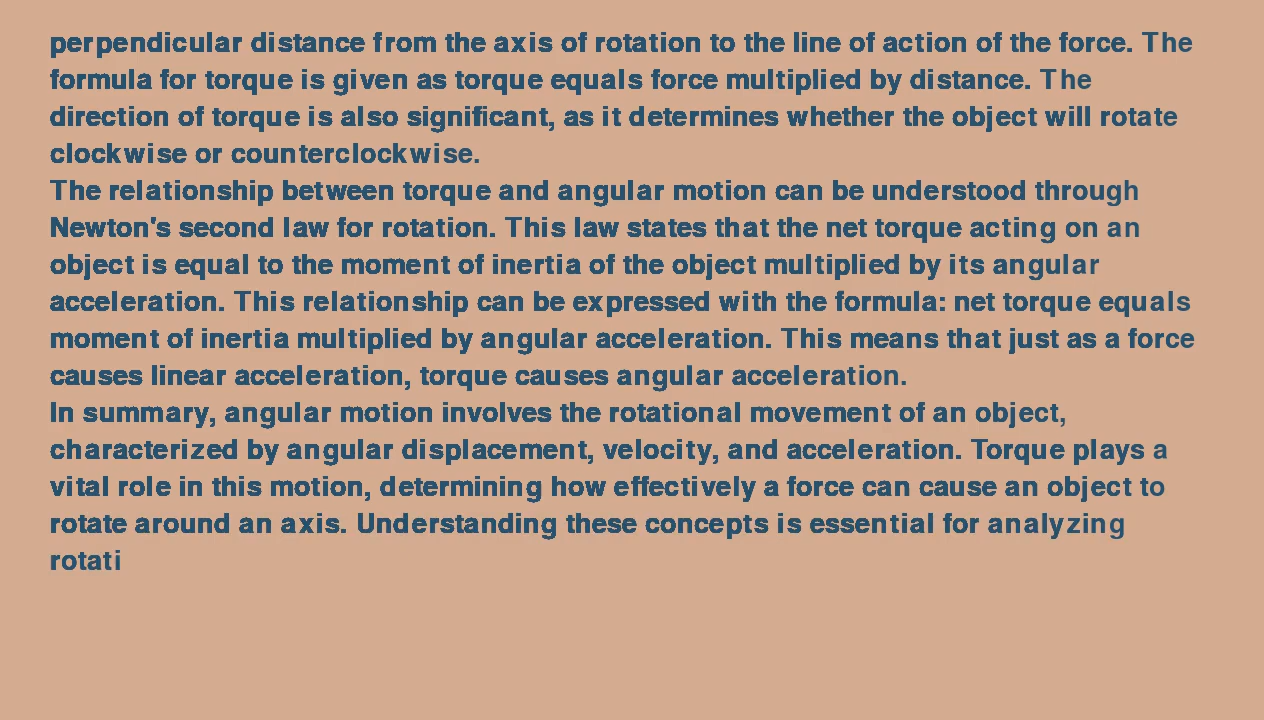 perpendicular distance from the axis of rotation to the line of action of the force. The
formula for torque is given as torque equals force multiplied by distance. The
direction of torque is also significant, as it determines whether the object will rotate
clockwise or counterclockwise.
The relationship between torque and angular motion can be understood through
Newton's second law for rotation. This law states that the net torque acting on an
object is equal to the moment of inertia of the object multiplied by its angular
acceleration. This relationship can be expressed with the formula: net torque equals
moment of inertia multiplied by angular acceleration. This means that just as a force
causes linear acceleration, torque causes angular acceleration.
In summary, angular motion involves the rotational movement of an object,
characterized by angular displacement, velocity, and acceleration. Torque plays a
vital role in this motion, determining how effectively a force can cause an object to
rotate around an axis. Understanding these concepts is essential for analyzing
rotati